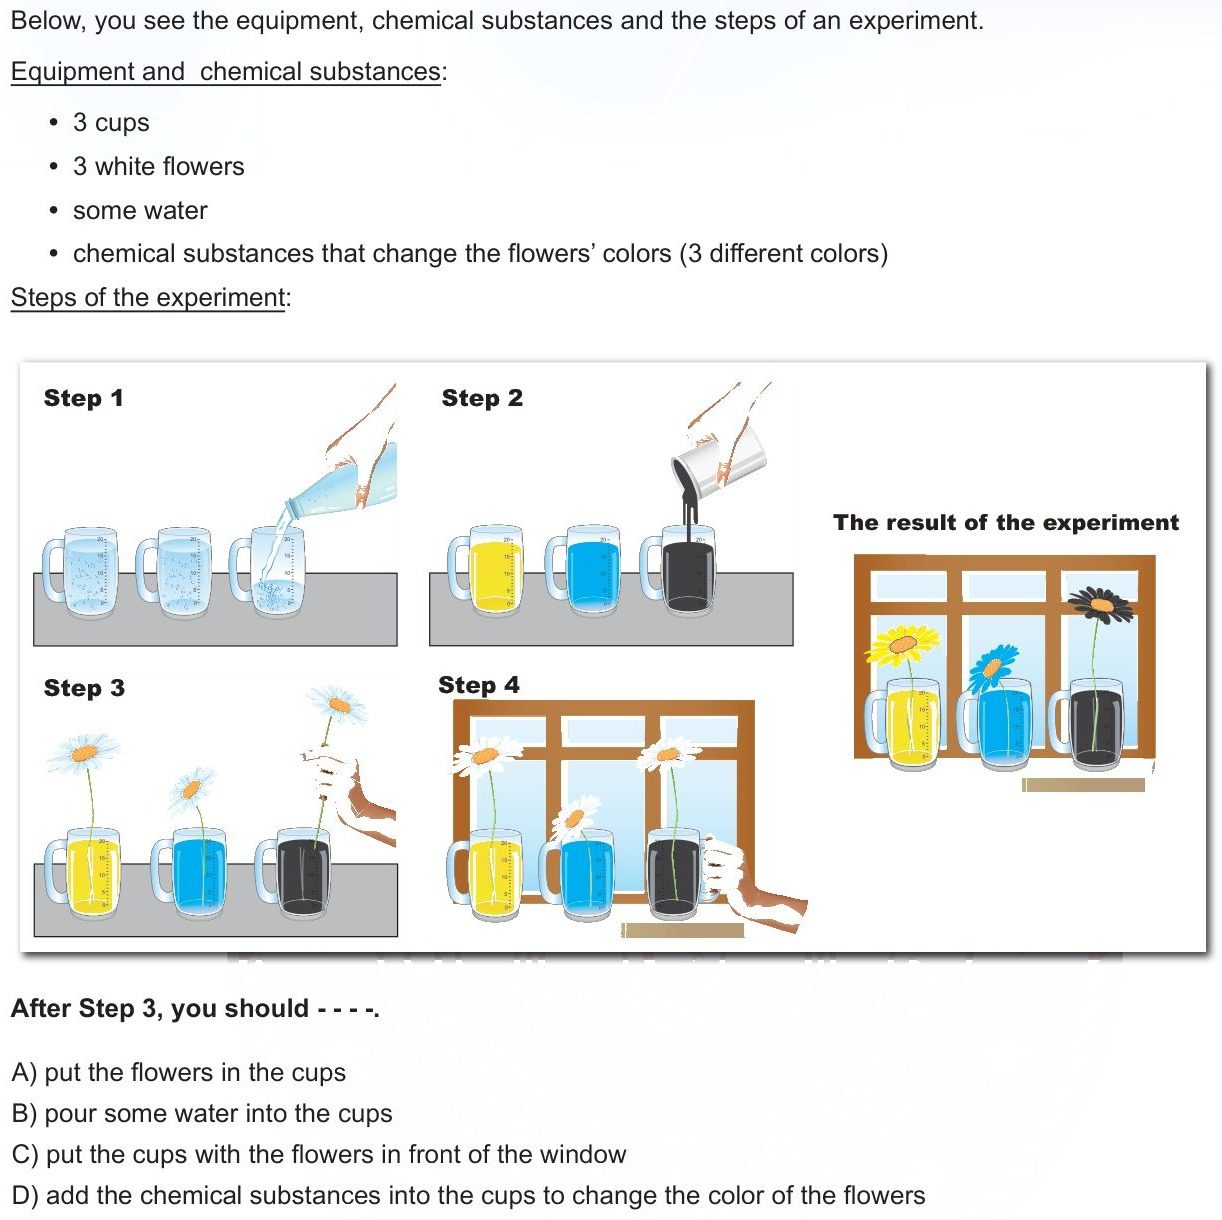 Below, you see the equipment, chemical substances and the steps of an experiment.
Equipment and chemical substances:
• 3 cups
• 3 white flowers
• some water
• chemical substances that change the flowers’ colors (3 different colors)
Steps of the experiment:
Step 1
Step 2
The result of the experiment
Step 3
Step 4
After Step 3, you should - - - -.
A) put the flowers in the cups
B) pour some water into the cups
C) put the cups with the flowers in front of the window
D) add the chemical substances into the cups to change the color of the flowers